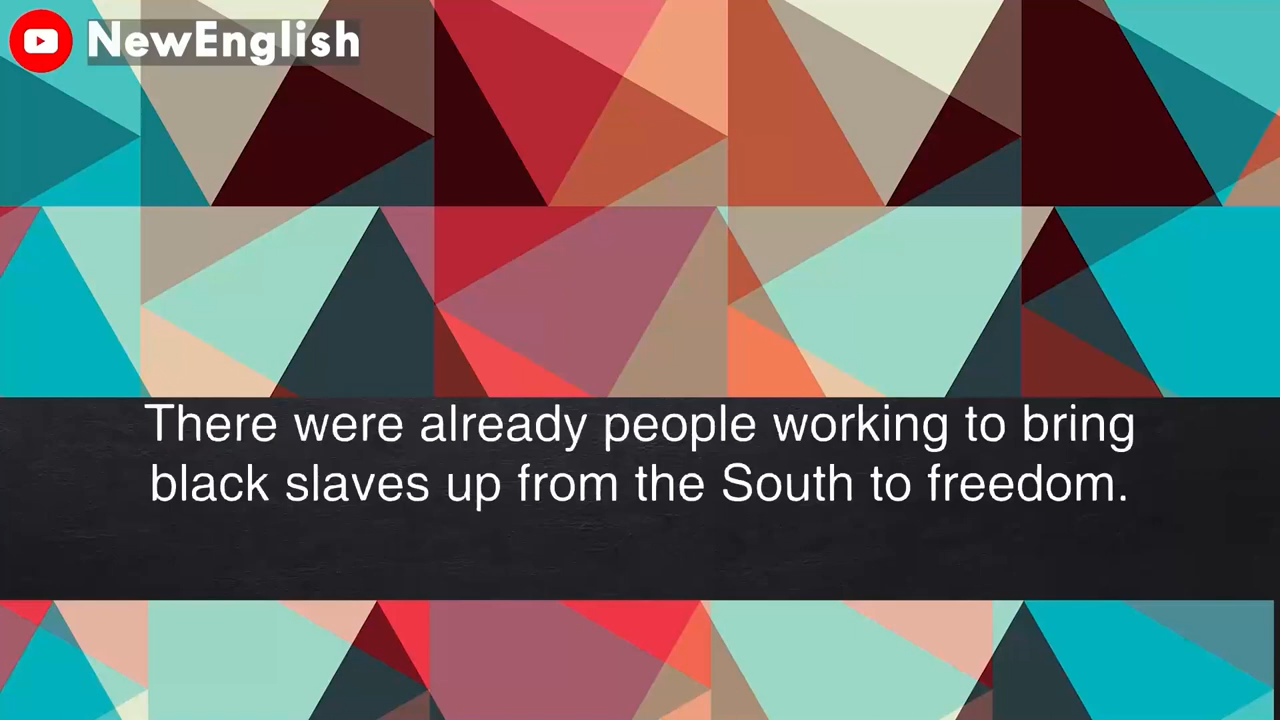 NewEnglish
There were already people working to bring
black slaves up from the South to freedom.